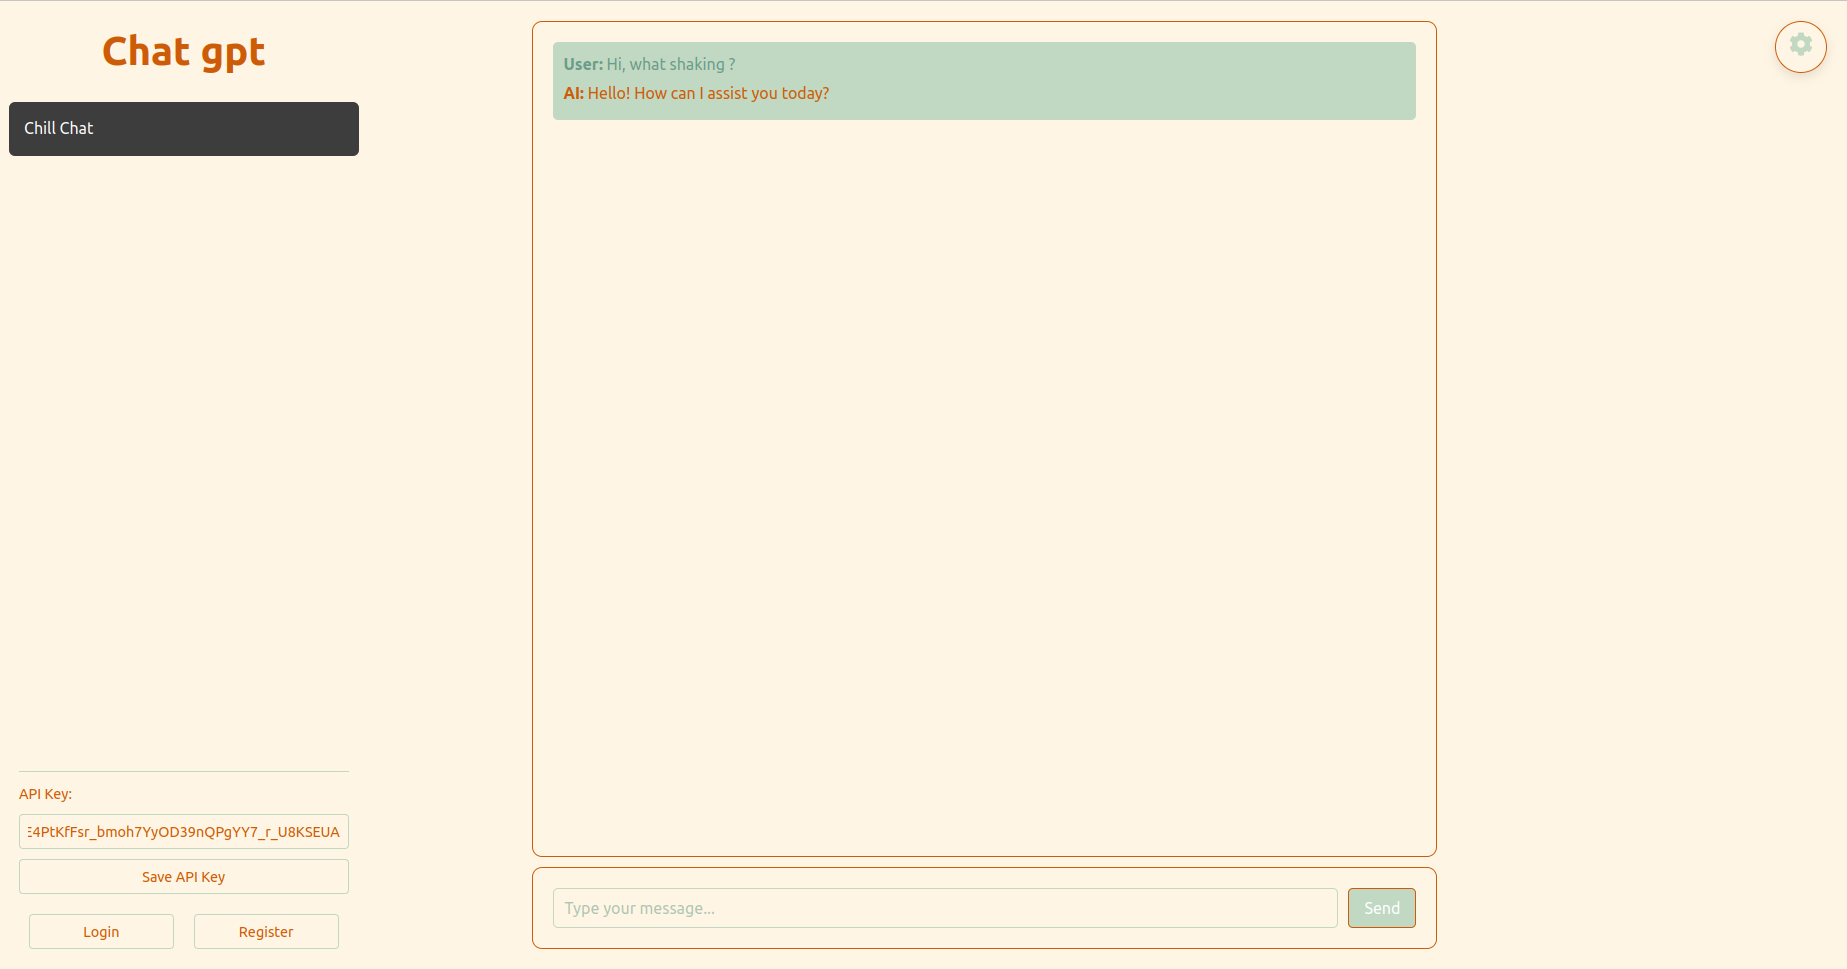 Chat gpt
Chill Chat
User: Hi, what shaking ?
AI: Hello! How can I assist you today?
API Key:
E4PtKfFsr_bmoh7YyOD39nQPgYY7_r_U8KSEUA
Save API Key
Login
Register
Type your message...
Send